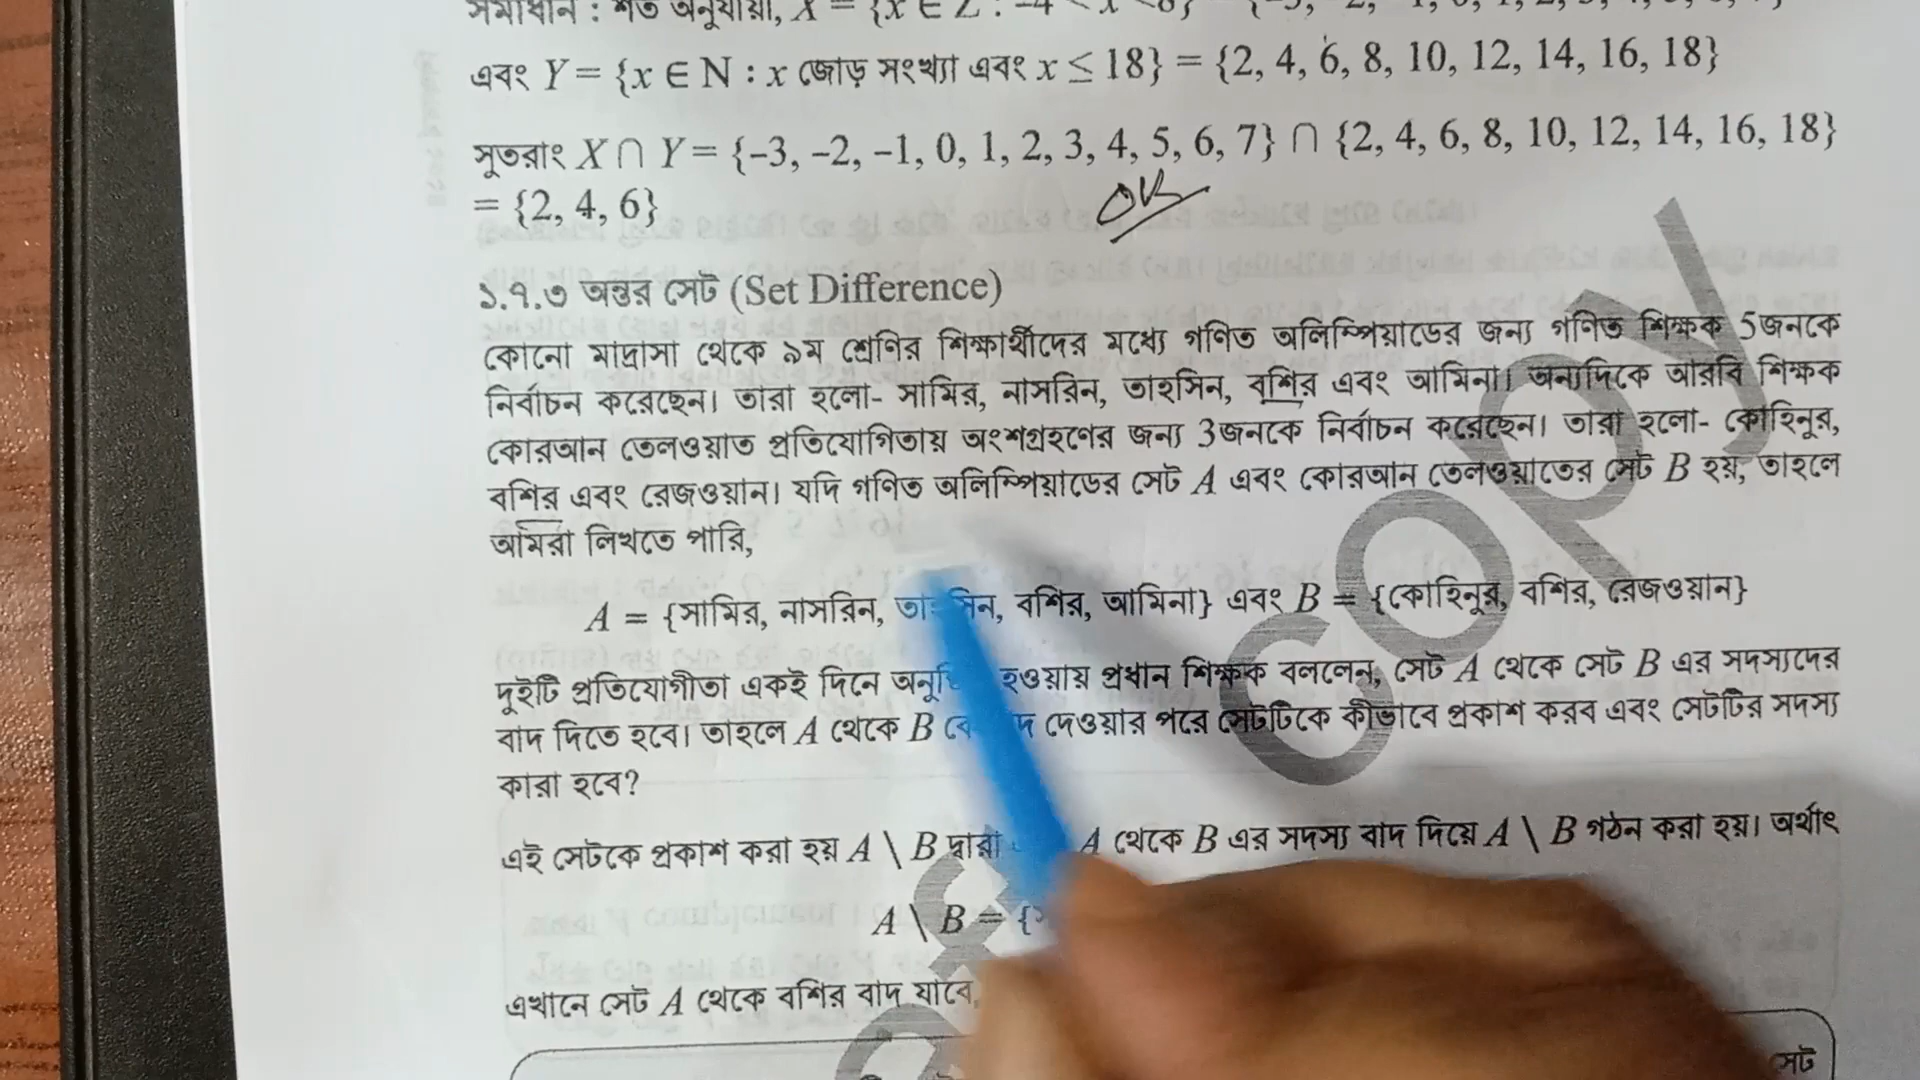 সমাধান : শর্ত অনুযায়ী, X = {x ∈ Z : -4 < x <8}
এবং Y = {x ∈ N : x জোড় সংখ্যা এবং x ≤ 18} = {2, 4, 6, 8, 10, 12, 14, 16, 18}
সুতরাং X ∩ Y = {–3, –2, –1, 0, 1, 2, 3, 4, 5, 6, 7} ∩ {2, 4, 6, 8, 10, 12, 14, 16, 18}
= {2, 4, 6}
OK
১.৭.৩ অন্তর সেট (Set Difference)
কোনো মাদ্রাসা থেকে ৯ম শ্রেণির শিক্ষার্থীদের মধ্যে গণিত অলিম্পিয়াডের জন্য গণিত শিক্ষক 5জনকে
নির্বাচন করেছেন। তারা হলো- সামির, নাসরিন, তাহসিন, বশির এবং আমিনা। অন্যদিকে আরবি শিক্ষক
কোরআন তেলওয়াত প্রতিযোগিতায় অংশগ্রহণের জন্য 3জনকে নির্বাচন করেছেন। তারা হলো- কোহিনূর,
বশির এবং রেজওয়ান। যদি গণিত অলিম্পিয়াডের সেট A এবং কোরআন তেলওয়াতের সেট B হয়, তাহলে
আমরা লিখতে পারি,
A = {সামির, নাসরিন, বশির, আমিনা} এবং B = {কোহিনূর, বশির, রেজওয়ান}
দুইটি প্রতিযোগীতা একই দিনে হওয়ায় প্রধান শিক্ষক বললেন, সেট A থেকে সেট B এর সদস্যদের
বাদ দিতে হবে। তাহলে A থেকে B দেওয়ার পরে সেটটিকে কীভাবে প্রকাশ করব এবং সেটটির সদস্য
কারা হবে?
এই সেটকে প্রকাশ করা হয় A \ B দ্বারা A থেকে B এর সদস্য বাদ দিয়ে A \ B গঠন করা হয়। অর্থাৎ
A \ B = {
এখানে সেট A থেকে বশির বাদ যাবে,
সেট
copy